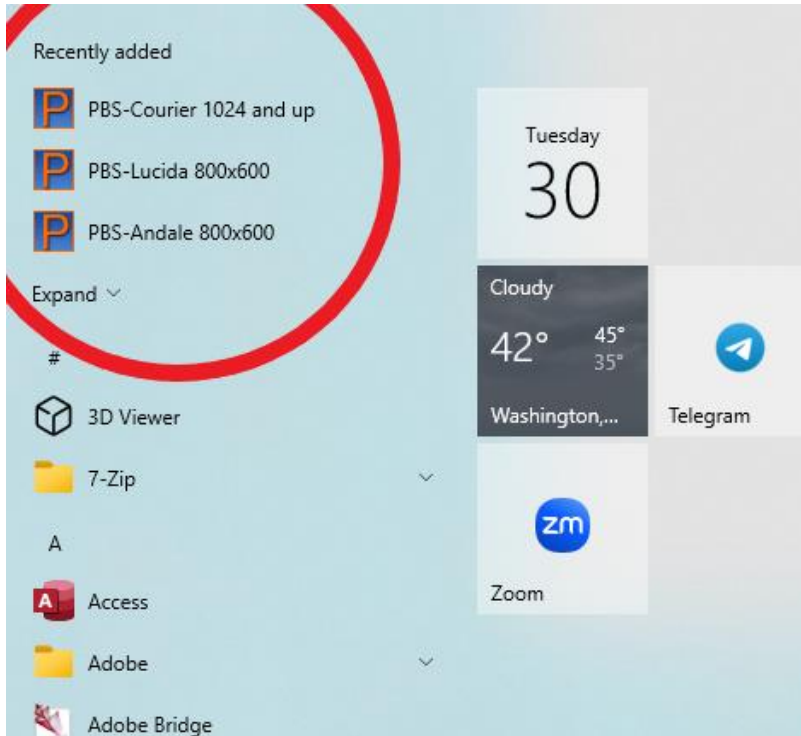 Recently added
PBS-Courier 1024 and up
PBS-Lucida 800x600
PBS-Andale 800x600
Expand
#
3D Viewer
7-Zip
A
A
Access
Adobe
Adobe Bridge
Tuesday
30
Cloudy
42° 45°
35°
Washington,...
Telegram
zm
Zoom